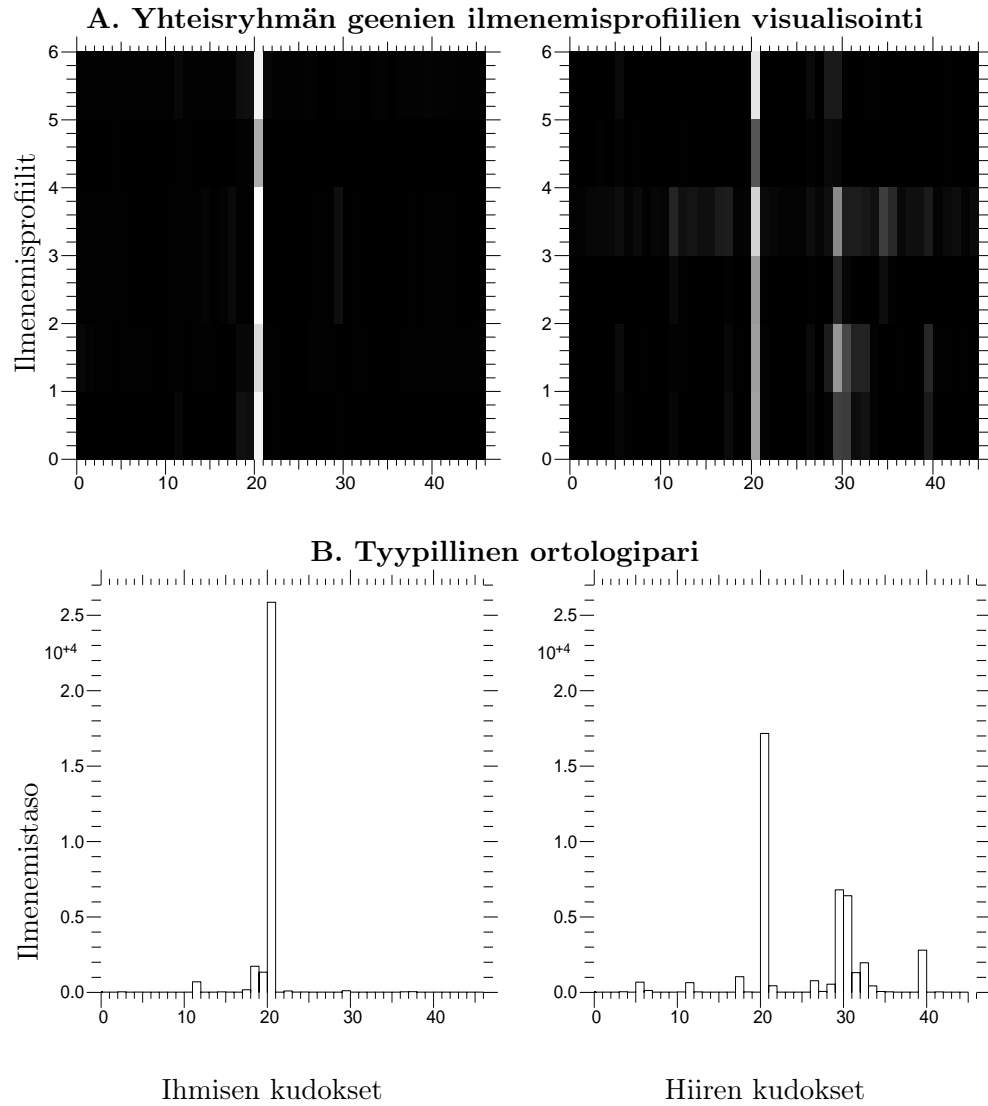 A. Yhteisryhmän geenien ilmenemisprofiilien visualisointi
Ilmenemisprofiilit
6
5
4
3
2
1
0
0 10 20 30 40
6
5
4
3
2
1
0
0 10 20 30 40
B. Tyypillinen ortologipari
Ilmenemistaso
2.5
10+4
2.0
1.5
1.0
0.5
0.0
0 10 20 30 40
2.5
10+4
2.0
1.5
1.0
0.5
0.0
0 10 20 30 40
Ihmisen kudokset
Hiiren kudokset